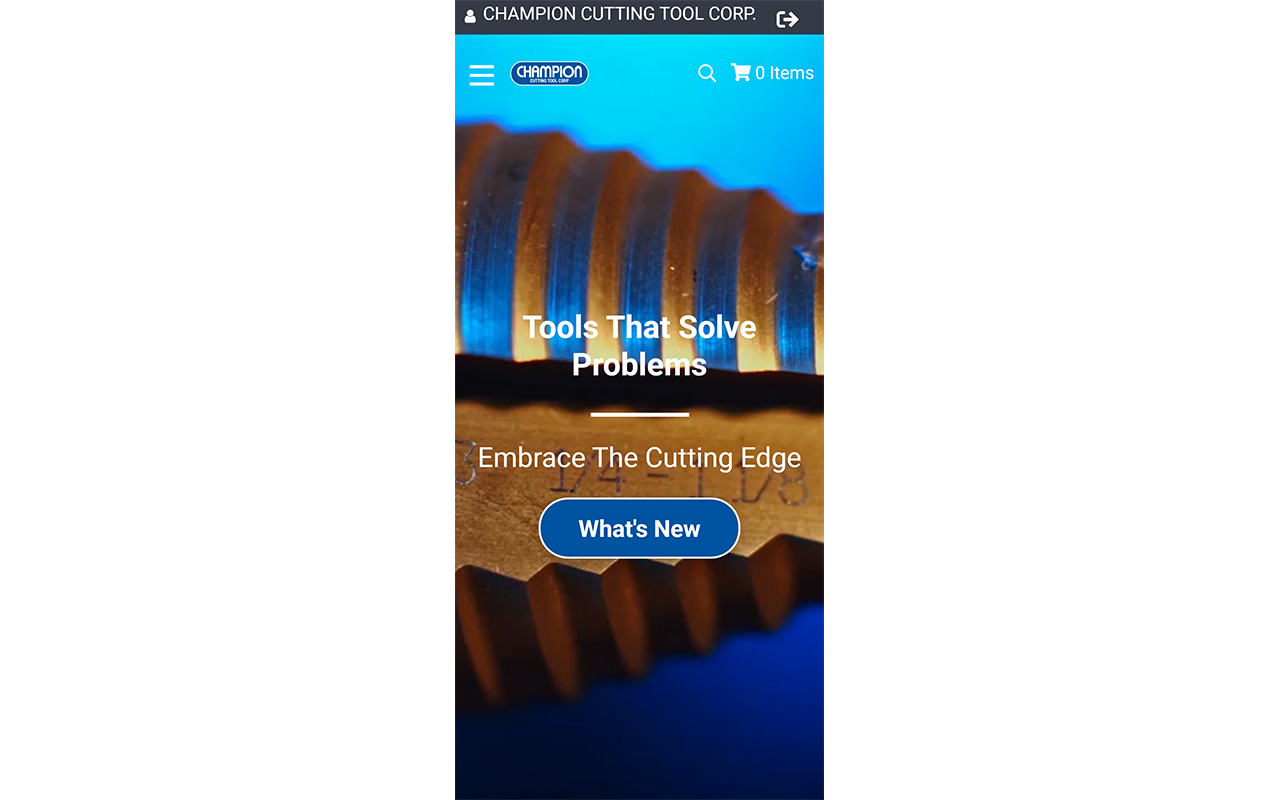 CHAMPION CUTTING TOOL CORP.
CHAMPION
CUTTING TOOL CORP
0 Items
Tools That Solve
Problems
Embrace The Cutting Edge
3 1/4 - 1 1/8
What's New